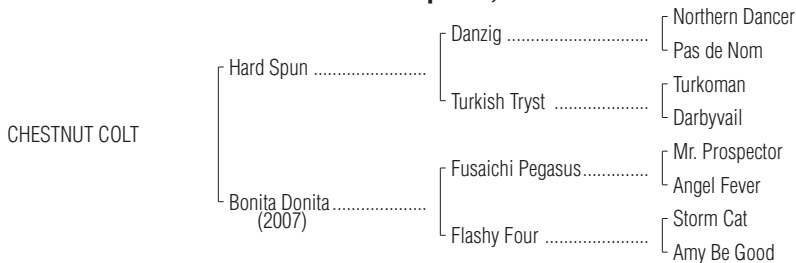 Northern Dancer
Danzig ..............................
Pas de Nom
Hard Spun ........................
Turkoman
Turkish Tryst ....................
Darbyvail
CHESTNUT COLT
Mr. Prospector
Fusaichi Pegasus..............
Angel Fever
Bonita Donita....................
(2007)
Storm Cat
Flashy Four ......................
Amy Be Good